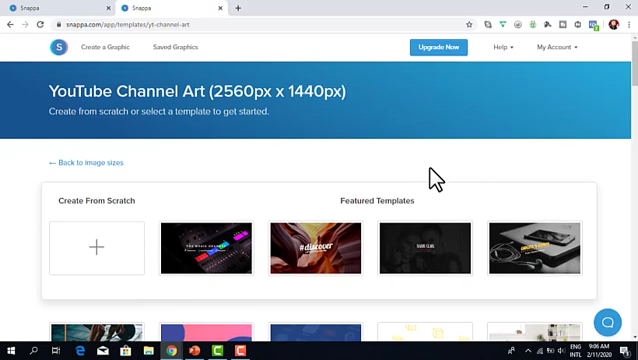 Snappa
Snappa
snappa.com/app/templates/yt-channel-art
S
Create a Graphic
Saved Graphics
Upgrade Now
Help
My Account
YouTube Channel Art (2560px x 1440px)
Create from scratch or select a template to get started.
← Back to image sizes
Create From Scratch
Featured Templates
#discover
ENG
INTL
9:06 AM
2/11/2020